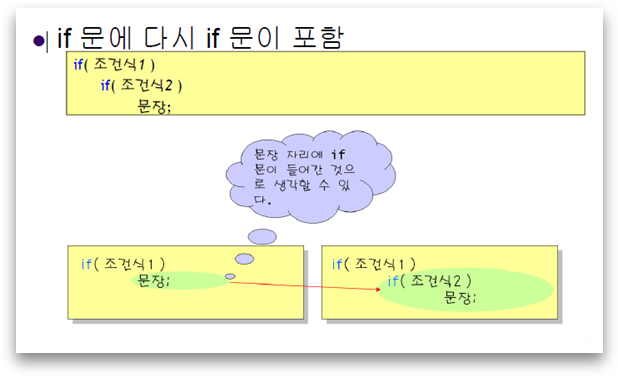 if 문에 다시 if 문이 포함
if( 조건식1 )
if( 조건식2 )
문장;
문장 자리에 if
문이 들어간 것으
로 생각할 수 있
다.
if( 조건식1 )
문장;
if( 조건식1 )
if( 조건식2 )
문장;